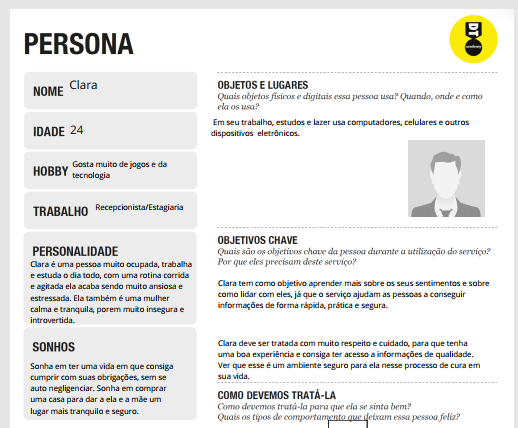 PERSONA
academy
NOME Clara
IDADE 24
HOBBY Gosta muito de jogos e da
tecnologia
TRABALHO Recepcionista/Estagiaria
PERSONALIDADE
Clara é uma pessoa muito ocupada, trabalha
e estuda o dia todo, com uma rotina corrida
e agitada ela acaba sendo muito ansiosa e
estressada. Ela também é uma mulher
calma e tranquila, porem muito insegura e
introvertida.
SONHOS
Sonha em ter uma vida em que consiga
cumprir com suas obrigações, sem se
auto negligenciar. Sonha em comprar
uma casa para dar a ela e a mãe um
lugar mais tranquilo e seguro.
OBJETOS E LUGARES
Quais objetos físicos e digitais essa pessoa usa? Quando, onde e como
ela os usa?
Em seu trabalho, estudos e lazer usa computadores, celulares e outros
dispositivos eletrônicos.
OBJETIVOS CHAVE
Quais são os objetivos chave da pessoa durante a utilização do serviço?
Por que eles precisam deste serviço?
Clara tem como objetivo aprender mais sobre os seus sentimentos e sobre
como lidar com eles, já que o serviço ajudam as pessoas a conseguir
informações de forma rápida, prática e segura.
Clara deve ser tratada com muito respeito e cuidado, para que tenha
uma boa experiência e consiga ter acesso a informações de qualidade.
Ver que esse é um ambiente seguro para ela nesse processo de cura em
sua vida.
COMO DEVEMOS TRATÁ-LA
Como devemos tratá-la para que ela se sinta bem?
Quais os tipos de comportamento que deixam essa pessoa feliz?